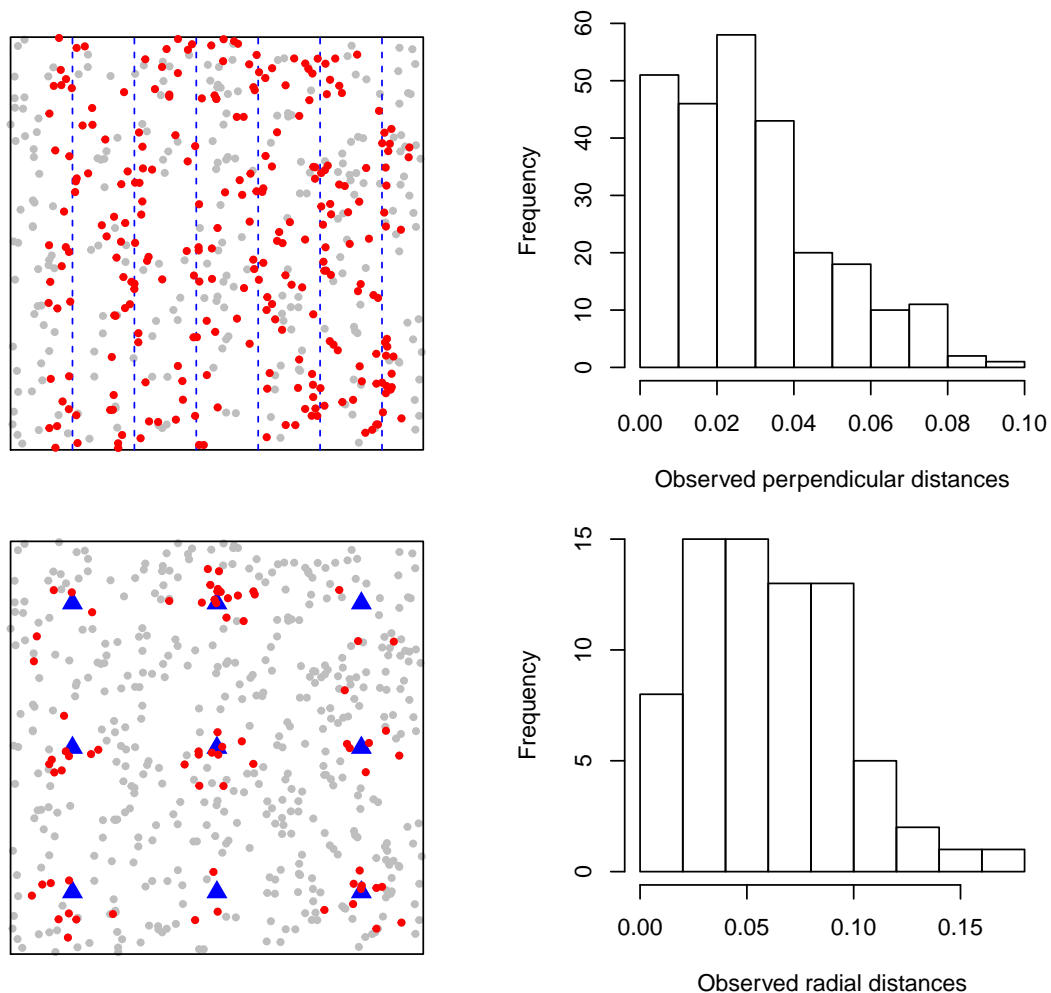 60
50
40
30
20
10
0
Frequency
0.00 0.02 0.04 0.06 0.08 0.10
Observed perpendicular distances
15
10
5
0
Frequency
0.00 0.05 0.10 0.15
Observed radial distances